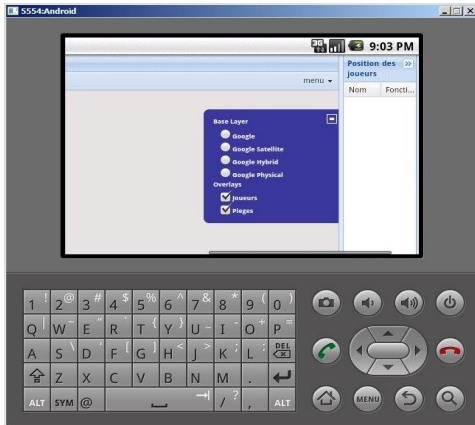 5554:Android
3G
9:03 PM
Position des
joueurs
menu
Nom Foncti...
Base Layer
Google
Google Satellite
Google Hybrid
Google Physical
Overlays
Joueurs
Pieges
1 ! 2 @ 3 # 4 $ 5 % 6 ^ 7 & 8 * 9 ( 0 )
Q | W ~ E " R ` T { Y } U _ I - O + P =
A S \ D ' F [ G ] H < J > K ; L : DEL
Z X C V B N M .
ALT SYM @ / ? , ALT
MENU